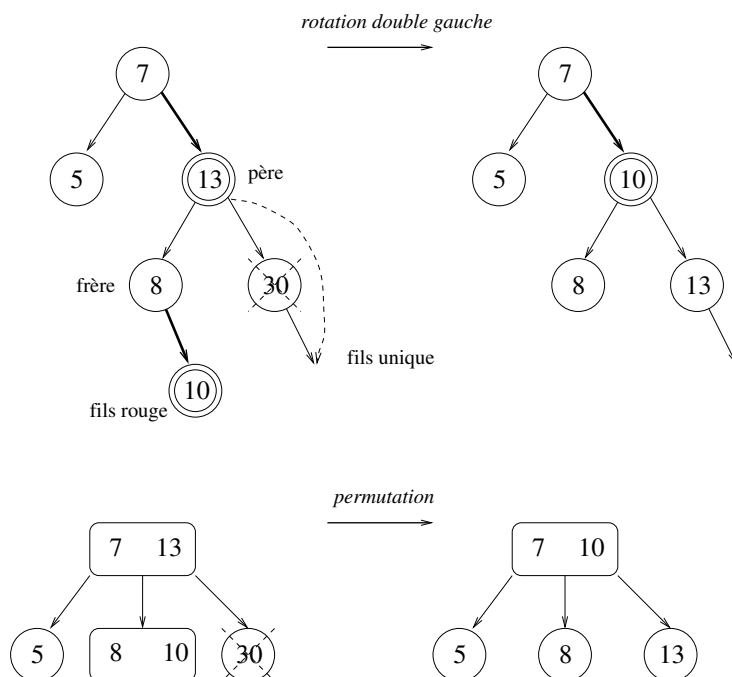 rotation double gauche
7 7
5 13 père 5 10
frère 8 30 8 13
fils unique
10
fils rouge
permutation
7 13 7 10
5 8 10 30 5 8 13